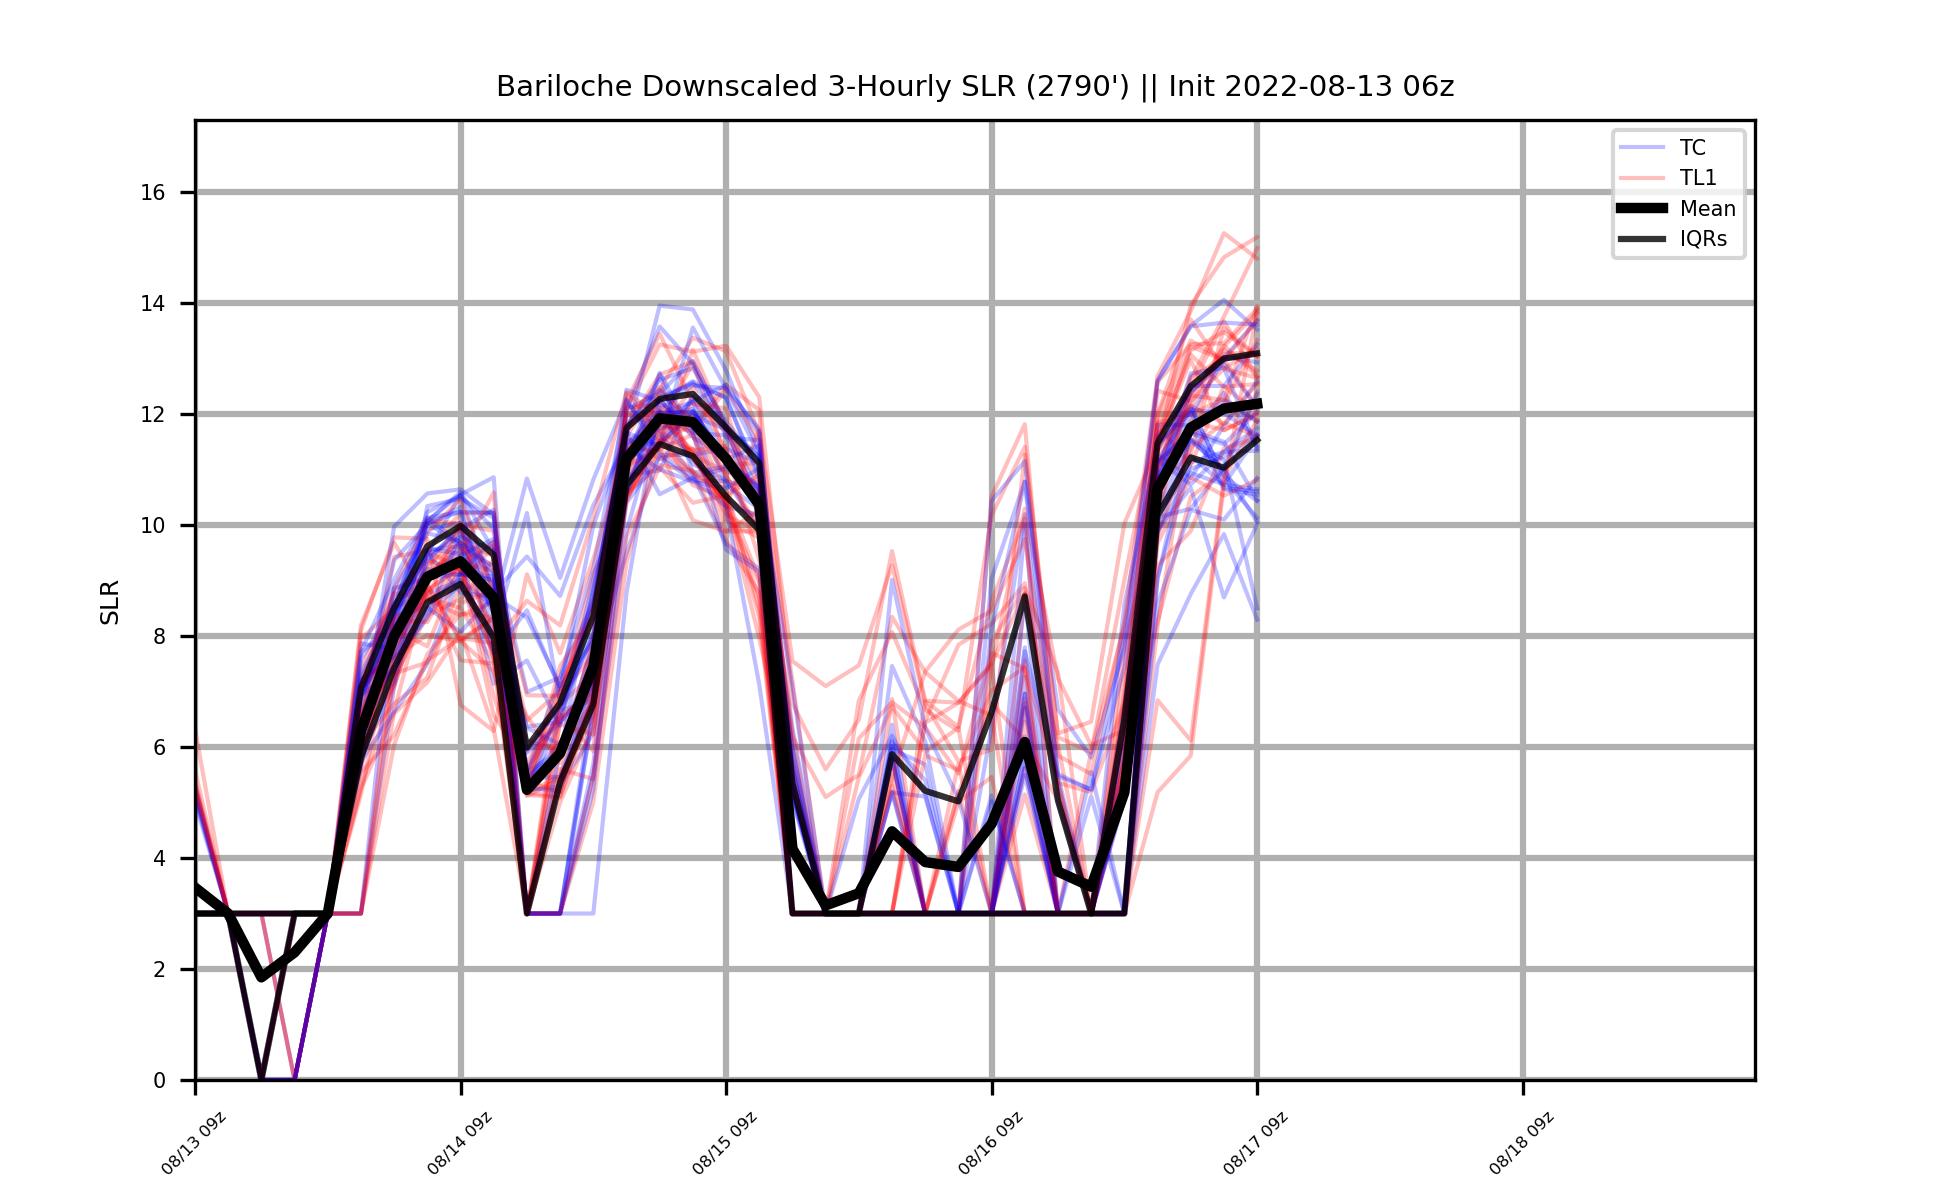 Bariloche Downscaled 3-Hourly SLR (2790') || Init 2022-08-13 06z
TC
TL1
Mean
IQRs
SLR
16
14
12
10
8
6
4
2
0
08/13 09z
08/14 09z
08/15 09z
08/16 09z
08/17 09z
08/18 09z